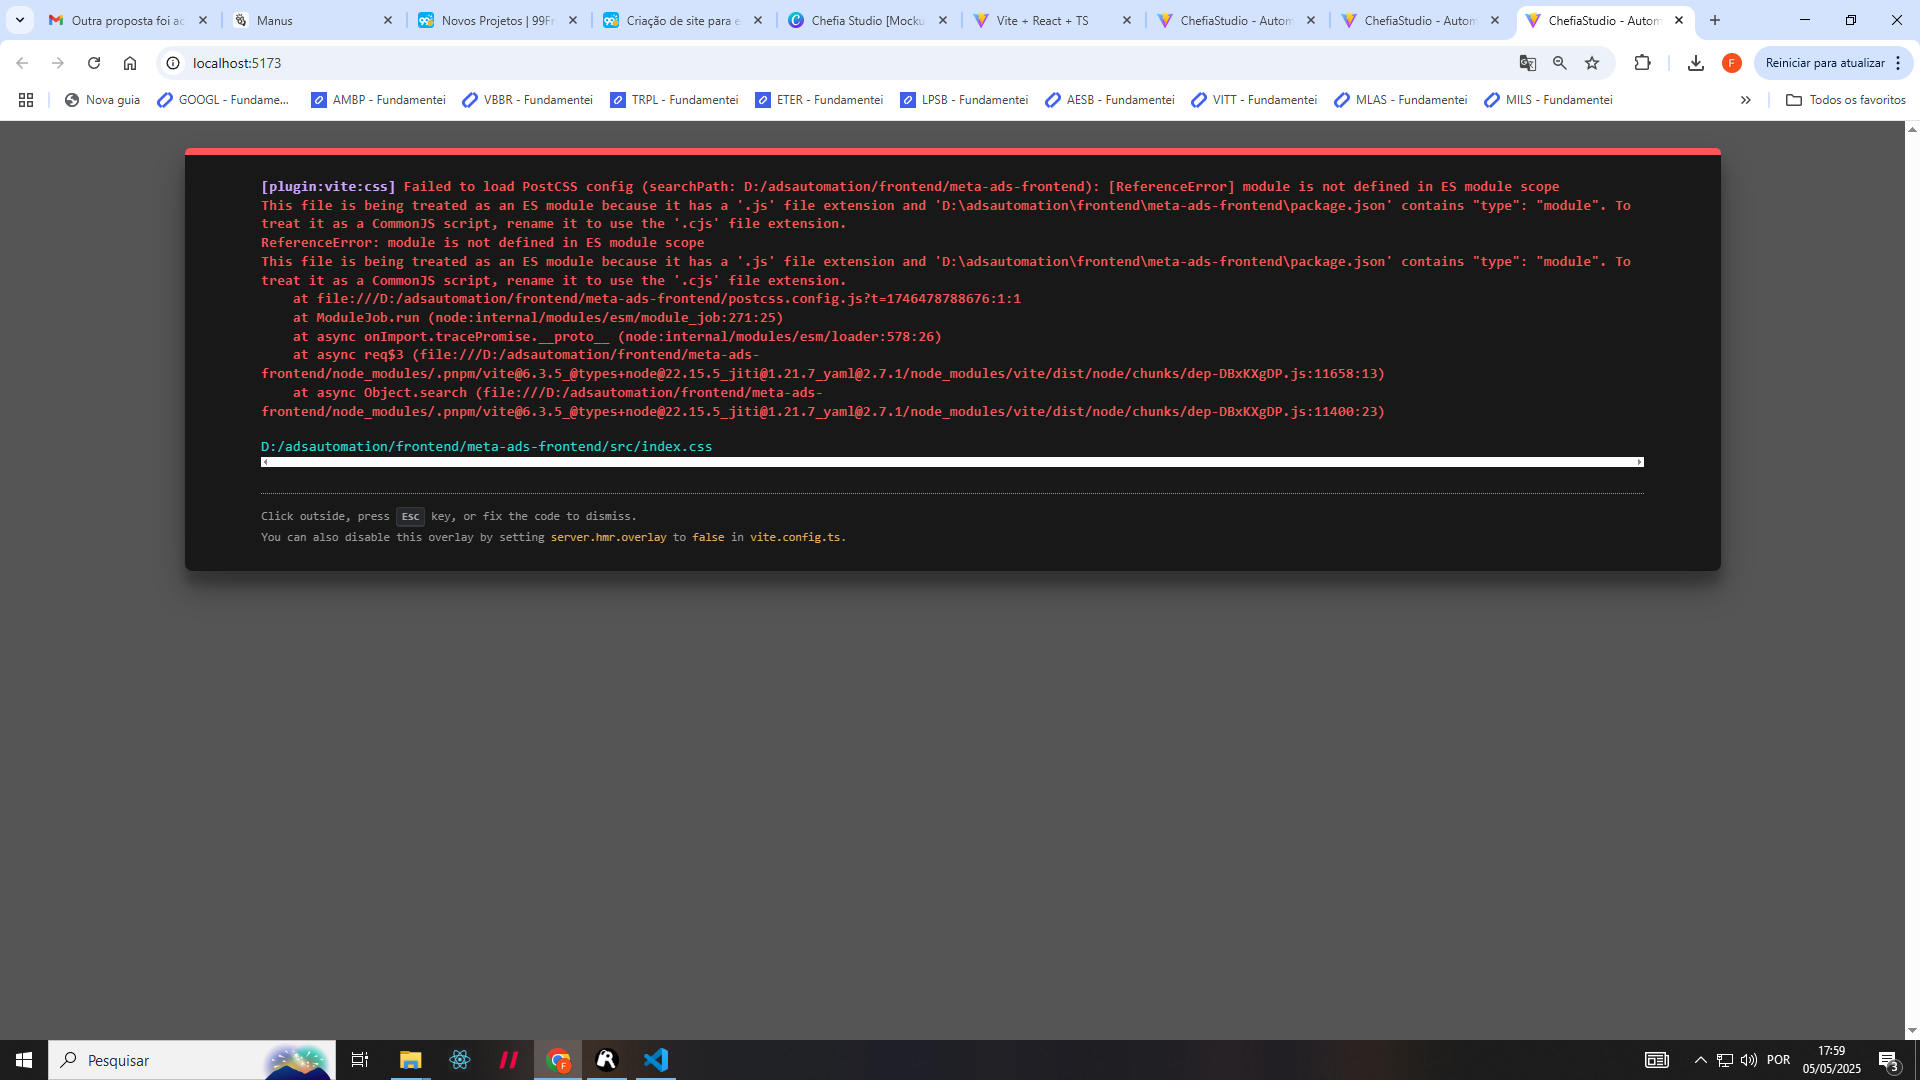 Outra proposta foi ac
Manus
Novos Projetos | 99Fr
Criação de site para e
Chefia Studio [Mocku
Vite + React + TS
ChefiaStudio - Autom
ChefiaStudio - Autom
ChefiaStudio - Autom
localhost:5173
F
Reiniciar para atualizar
Nova guia
GOOGL - Fundame...
AMBP - Fundamentei
VBBR - Fundamentei
TRPL - Fundamentei
ETER - Fundamentei
LPSB - Fundamentei
AESB - Fundamentei
VITT - Fundamentei
MLAS - Fundamentei
MILS - Fundamentei
Todos os favoritos
[plugin:vite:css] Failed to load PostCSS config (searchPath: D:/adsautomation/frontend/meta-ads-frontend): [ReferenceError] module is not defined in ES module scope
This file is being treated as an ES module because it has a '.js' file extension and 'D:\adsautomation\frontend\meta-ads-frontend\package.json' contains "type": "module". To
treat it as a CommonJS script, rename it to use the '.cjs' file extension.
ReferenceError: module is not defined in ES module scope
This file is being treated as an ES module because it has a '.js' file extension and 'D:\adsautomation\frontend\meta-ads-frontend\package.json' contains "type": "module". To
treat it as a CommonJS script, rename it to use the '.cjs' file extension.
at file:///D:/adsautomation/frontend/meta-ads-frontend/postcss.config.js?t=1746478788676:1:1
at ModuleJob.run (node:internal/modules/esm/module_job:271:25)
at async onImport.tracePromise.__proto__ (node:internal/modules/esm/loader:578:26)
at async req$3 (file:///D:/adsautomation/frontend/meta-ads-
frontend/node_modules/.pnpm/vite@6.3.5_@types+node@22.15.5_jiti@1.21.7_yaml@2.7.1/node_modules/vite/dist/node/chunks/dep-DBxKXgDP.js:11658:13)
at async Object.search (file:///D:/adsautomation/frontend/meta-ads-
frontend/node_modules/.pnpm/vite@6.3.5_@types+node@22.15.5_jiti@1.21.7_yaml@2.7.1/node_modules/vite/dist/node/chunks/dep-DBxKXgDP.js:11400:23)
D:/adsautomation/frontend/meta-ads-frontend/src/index.css
Click outside, press Esc key, or fix the code to dismiss.
You can also disable this overlay by setting server.hmr.overlay to false in vite.config.ts.
Pesquisar
F
POR
17:59
05/05/2025
3